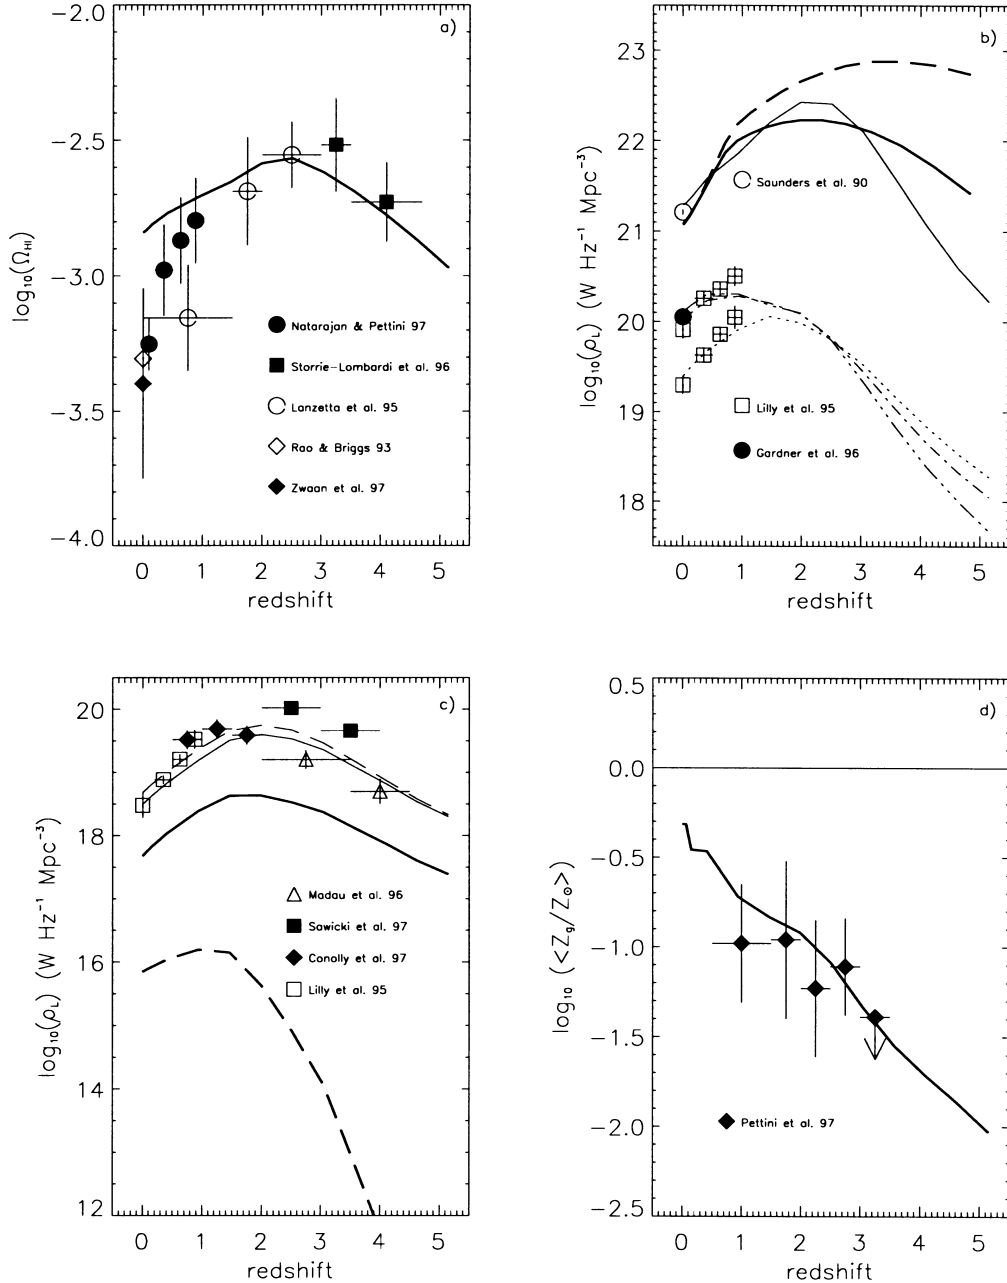 a)
−2.0
−2.5
−3.0
−3.5
−4.0
log₁₀(Ω_HI)
Natarajan & Pettini 97
Storrie−Lombardi et al. 96
Lanzetta et al. 95
Rao & Briggs 93
Zwaan et al. 97
0 1 2 3 4 5
redshift
b)
23
22
21
20
19
18
log₁₀(ρ_L) (W Hz⁻¹ Mpc⁻³)
Saunders et al. 90
Lilly et al. 95
Gardner et al. 96
0 1 2 3 4 5
redshift
c)
20
18
16
14
12
log₁₀(ρ_L) (W Hz⁻¹ Mpc⁻³)
Madau et al. 96
Sawicki et al. 97
Conolly et al. 97
Lilly et al. 95
0 1 2 3 4 5
redshift
d)
0.5
0.0
−0.5
−1.0
−1.5
−2.0
−2.5
log₁₀ (<Z_g/Z_⊙>)
Pettini et al. 97
0 1 2 3 4 5
redshift